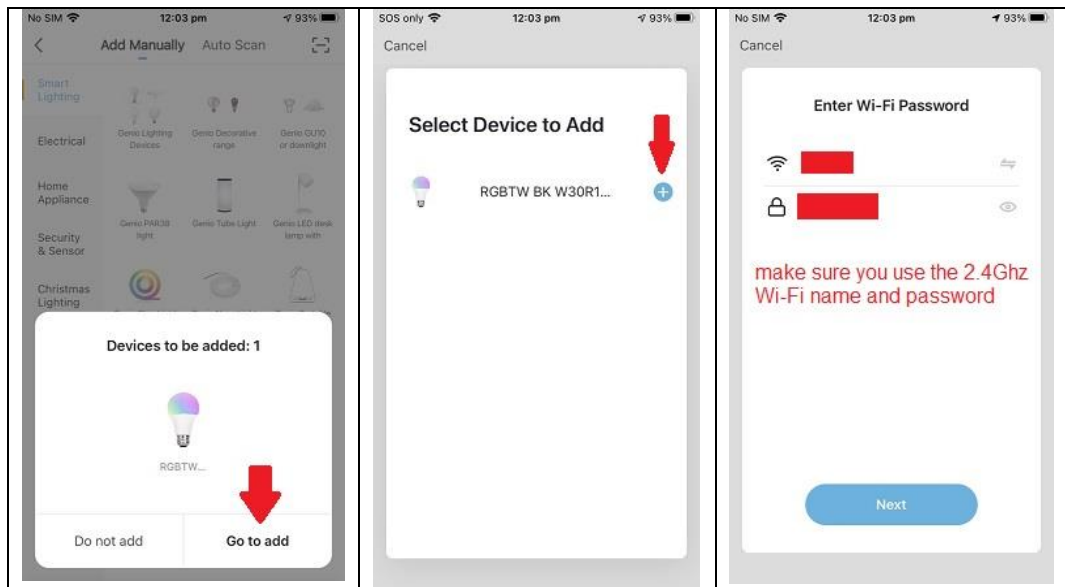 No SIM 12:03 pm 93%
Add Manually Auto Scan
Smart
Lighting
Electrical
Home
Appliance
Security
& Sensor
Christmas
Lighting
Genio Lighting
Devices
Genio Decorative
range
Genio GU10
or downlight
Genio PAR38
light
Genio Tube Light
Genio LED desk
lamp with
Devices to be added: 1
RGBTW...
Do not add Go to add
SOS only 12:03 pm 93%
Cancel
Select Device to Add
RGBTW BK W30R1...
No SIM 12:03 pm 93%
Cancel
Enter Wi-Fi Password
make sure you use the 2.4Ghz
Wi-Fi name and password
Next